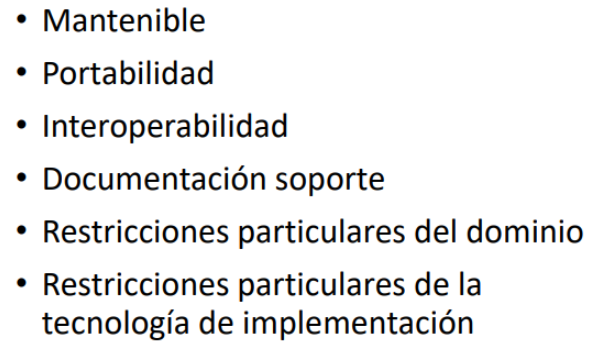 • Mantenible
• Portabilidad
• Interoperabilidad
• Documentación soporte
• Restricciones particulares del dominio
• Restricciones particulares de la
tecnología de implementación